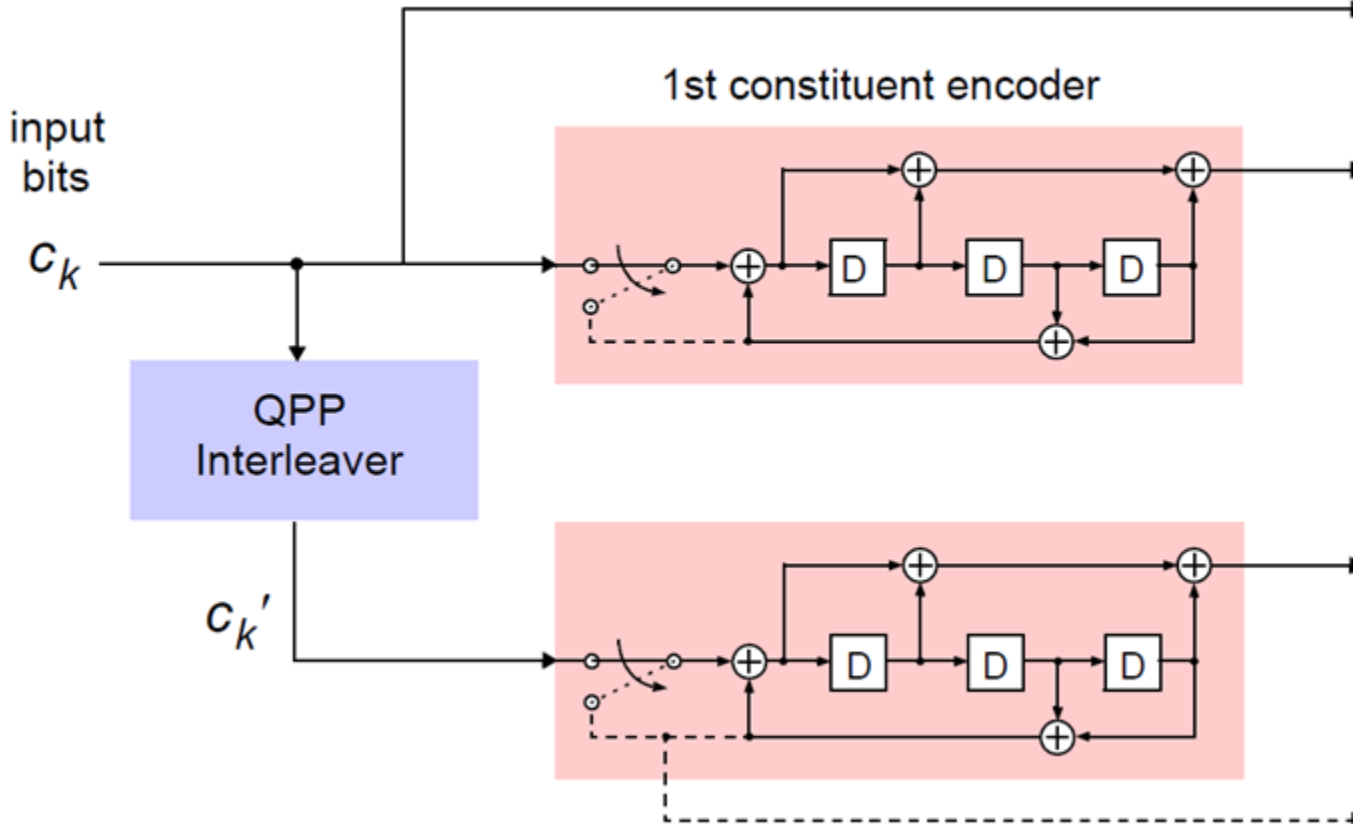 1st constituent encoder
input
bits
c_k
D
D
D
QPP
Interleaver
c_k'
D
D
D